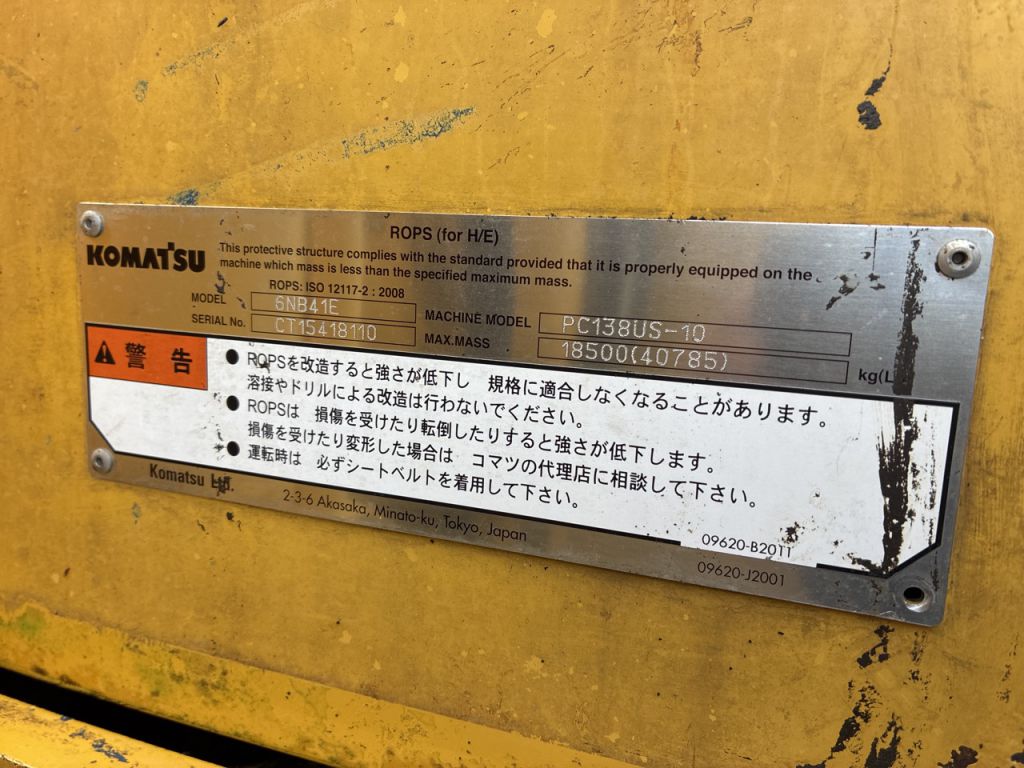 ROPS (for H/E)
KOMATSU
This protective structure complies with the standard provided that it is properly equipped on the
machine which mass is less than the specified maximum mass.
ROPS: ISO 12117-2 : 2008
MODEL 6NB41E MACHINE MODEL PC138US-10
SERIAL No. CT15418110 MAX.MASS 18500(40785) kg(L
警 告
● ROPSを改造すると強さが低下し 規格に適合しなくなることがあります。
溶接やドリルによる改造は行わないでください。
● ROPSは 損傷を受けたり転倒したりすると強さが低下します。
損傷を受けたり変形した場合は コマツの代理店に相談して下さい。
● 運転時は 必ずシートベルトを着用して下さい。
09620-B2011
Komatsu Ltd.
2-3-6 Akasaka, Minato-ku, Tokyo, Japan
09620-J2001